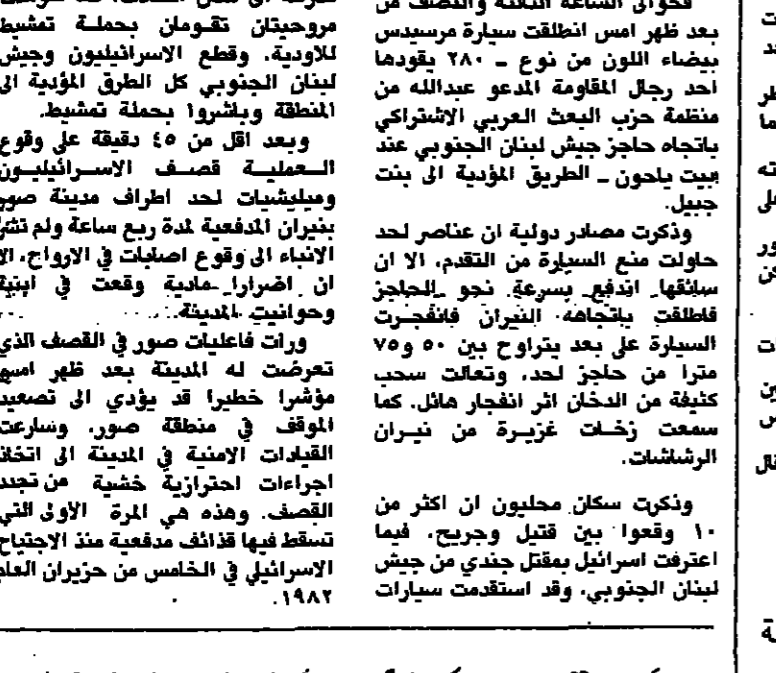 فحوالى الساعة الثالثة والنصف من
بعد ظهر امس انطلقت سيارة مرسيدس
بيضاء اللون من نوع ـ ٢٨٠ يقودها
احد رجال المقاومة المدعو عبدالله من
منظمة حزب البعث العربي الاشتراكي
باتجاه حاجز جيش لبنان الجنوبي عند
بيت ياحون ـ الطريق المؤدية الى بنت
جبيل.
وذكرت مصادر دولية ان عناصر لحد
حاولت منع السيارة من التقدم، الا ان
سائقها اندفع بسرعة نحو الحاجز
فاطلقت باتجاهه النيران فانفجرت
السيارة على بعد يتراوح بين ٥٠ و٧٥
مترا من حاجز لحد، وتعالت سحب
كثيفة من الدخان اثر انفجار هائل، كما
سمعت زخات غزيرة من نيران
الرشاشات.
وذكرت سكان محليون ان اكثر من
١٠ وقعوا بين قتيل وجريح، فيما
اعترفت اسرائيل بمقتل جندي من جيش
لبنان الجنوبي، وقد استقدمت سيارات
مروحيتان تقومان بحملة تمشيط
للاودية، وقطع الاسرائيليون وجيش
لبنان الجنوبي كل الطرق المؤدية الى
المنطقة وباشروا بحملة تمشيط.
وبعد اقل من ٤٥ دقيقة على وقوع
العملية قصف الاسرائيليون
وميليشيات لحد اطراف مدينة صور
بنيران المدفعية لمدة ربع ساعة ولم تشر
الانباء الى وقوع اصابات في الارواح، الا
ان اضرارا مادية وقعت في ابنية
وحوانيت المدينة.
ورات فاعليات صور في القصف الذي
تعرضت له المدينة بعد ظهر امس
مؤشرا خطيرا قد يؤدي الى تصعيد
الموقف في منطقة صور، وسارعت
القيادات الامنية في المدينة الى اتخاذ
اجراءات احترازية خشية من تجدد
القصف. وهذه هي المرة الاولى التي
تسقط فيها قذائف مدفعية منذ الاجتياح
الاسرائيلي في الخامس من حزيران العام
١٩٨٢.